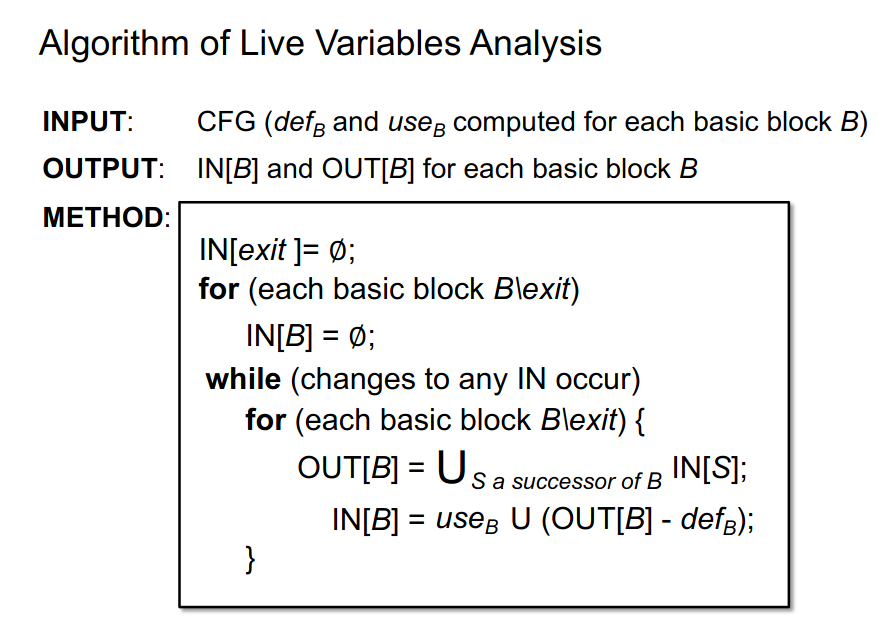 Algorithm of Live Variables Analysis
INPUT: CFG (def_B and use_B computed for each basic block B)
OUTPUT: IN[B] and OUT[B] for each basic block B
METHOD:
IN[exit ]= ∅;
for (each basic block B\exit)
IN[B] = ∅;
while (changes to any IN occur)
for (each basic block B\exit) {
OUT[B] = ⋃_S a successor of B IN[S];
IN[B] = use_B U (OUT[B] - def_B);
}